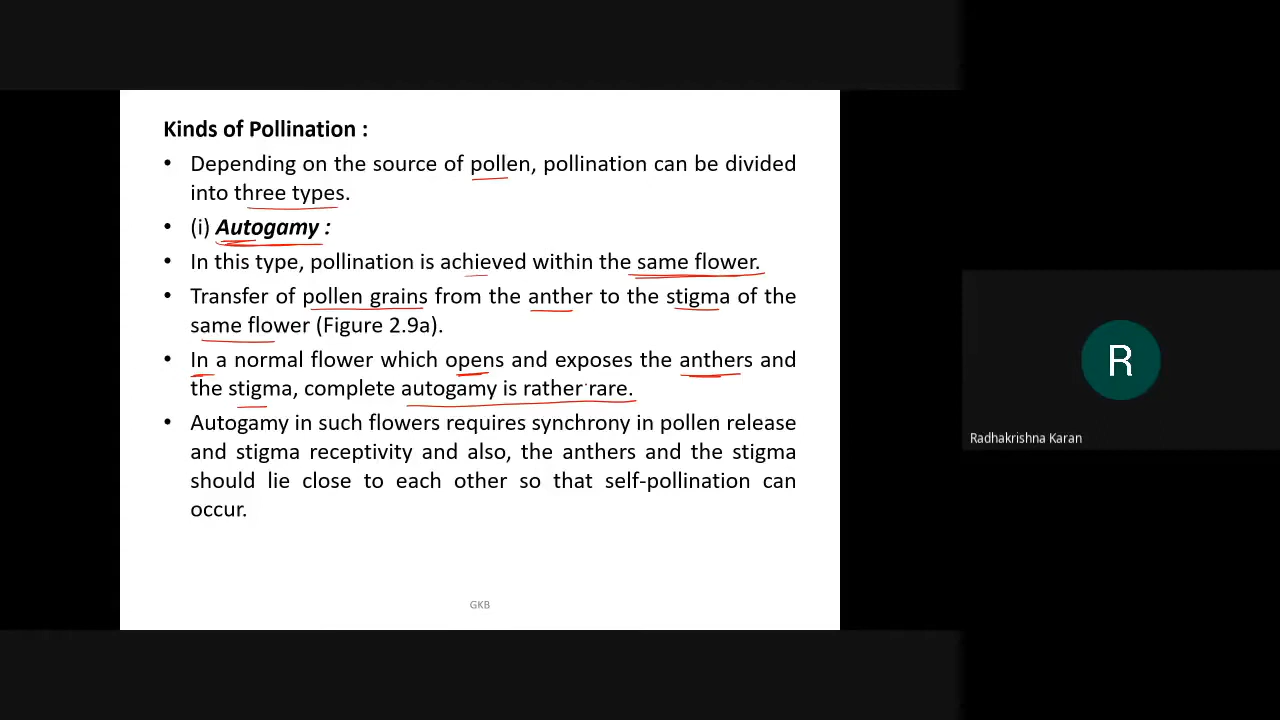 Kinds of Pollination :
• Depending on the source of pollen, pollination can be divided
into three types.
• (i) Autogamy :
• In this type, pollination is achieved within the same flower.
• Transfer of pollen grains from the anther to the stigma of the
same flower (Figure 2.9a).
• In a normal flower which opens and exposes the anthers and
the stigma, complete autogamy is rather rare.
• Autogamy in such flowers requires synchrony in pollen release
and stigma receptivity and also, the anthers and the stigma
should lie close to each other so that self-pollination can
occur.
GKB
R
Radhakrishna Karan